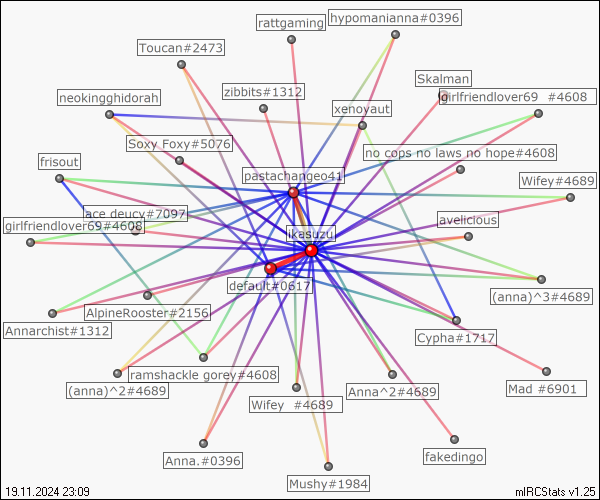 hypomanianna#0396
rattgaming
Toucan#2473
Skalman
zibbits#1312
girlfriendlover69   #4608
neokingghidorah
xenoyaut
Soxy Foxy#5076
no cops no laws no hope#4608
frisout
pastachangeo41
Wifey#4689
ace deucy#7097
avelicious
girlfriendlover69#4608
ikasuzu
default#0617
(anna)^3#4689
AlpineRooster#2156
Annarchist#1312
Cypha#1717
ramshackle gorey#4608
(anna)^2#4689
Anna^2#4689
Mad #6901
Wifey   #4689
fakedingo
Anna.#0396
Mushy#1984
19.11.2024 23:09
mIRCStats v1.25